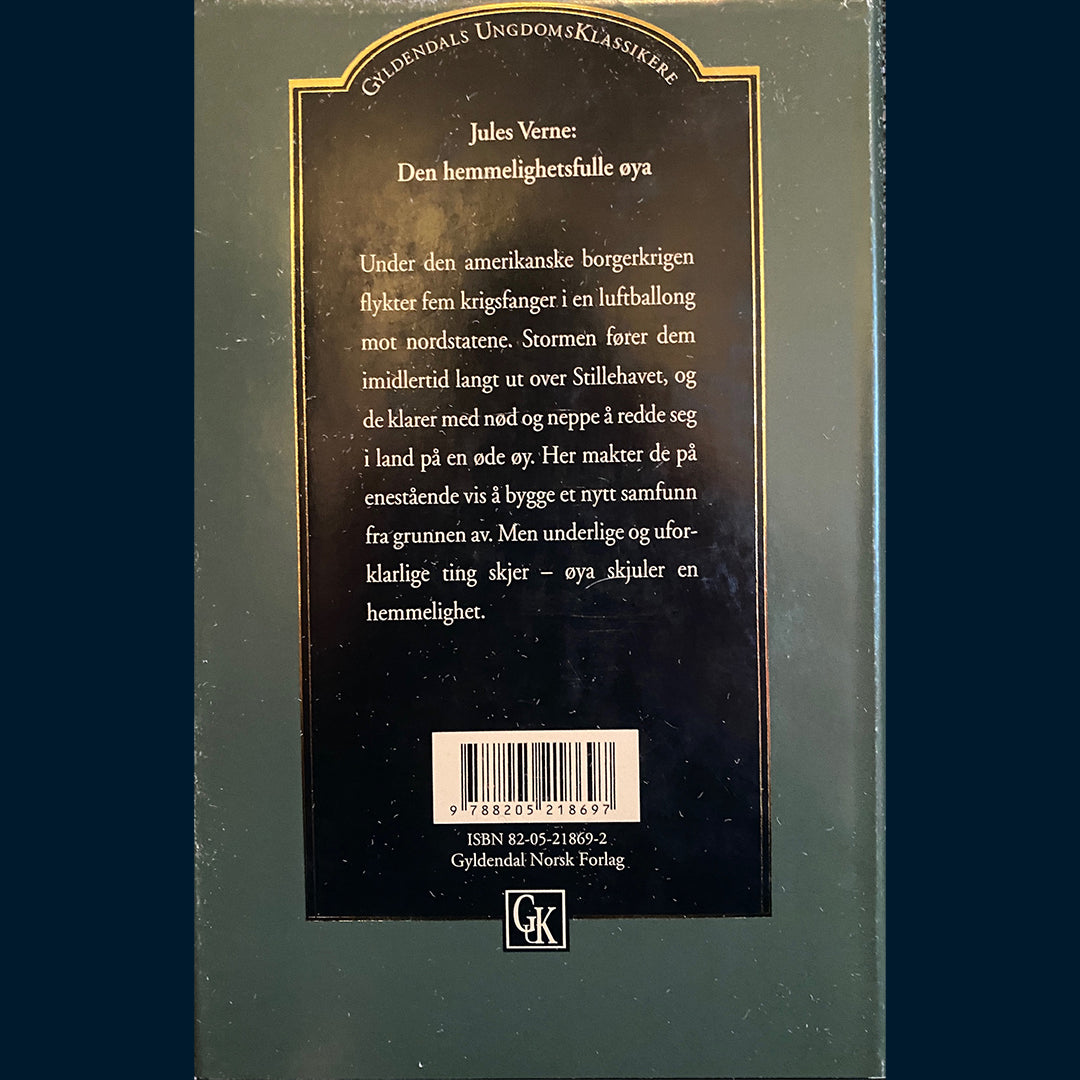 Gyldendals UngdomsKlassikere
Jules Verne:
Den hemmelighetsfulle øya
Under den amerikanske borgerkrigen
flykter fem krigsfanger i en luftballong
mot nordstatene. Stormen fører dem
imidlertid langt ut over Stillehavet, og
de klarer med nød og neppe å redde seg
i land på en øde øy. Her makter de på
enestående vis å bygge et nytt samfunn
fra grunnen av. Men underlige og ufor-
klarlige ting skjer – øya skjuler en
hemmelighet.
9 788205 218697
ISBN 82-05-21869-2
Gyldendal Norsk Forlag
GUK